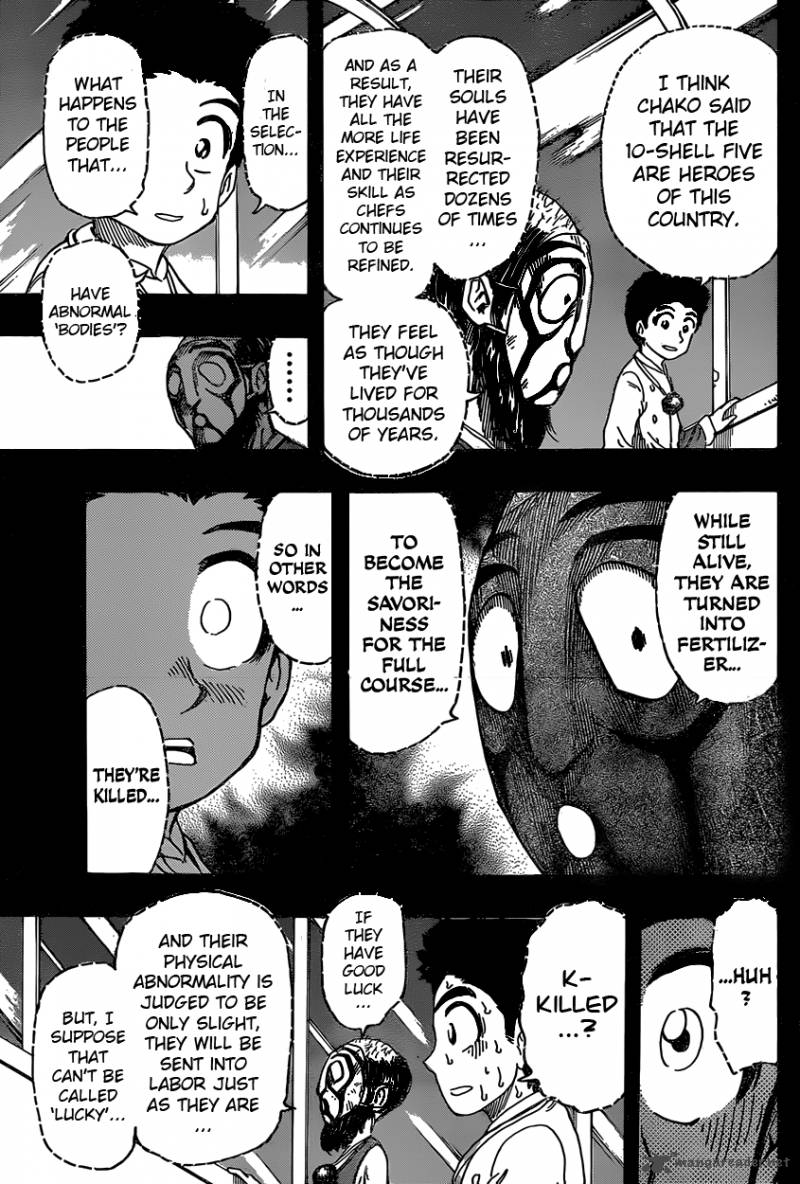 I THINK
CHAKO SAID
THAT THE
10-SHELL FIVE
ARE HEROES
OF THIS
COUNTRY.
THEIR
SOULS
HAVE
BEEN
RESUR-
RECTED
DOZENS
OF TIMES
...
AND AS A
RESULT,
THEY HAVE
ALL THE
MORE LIFE
EXPERIENCE
AND THEIR
SKILL AS
CHEFS
CONTINUES
TO BE
REFINED.
THEY FEEL
AS THOUGH
THEY'VE
LIVED FOR
THOUSANDS
OF YEARS.
IN
THE
SELEC-
TION...
WHAT
HAPPENS
TO THE
PEOPLE
THAT...
HAVE
ABNORMAL
'BODIES'?
.....
WHILE
STILL
ALIVE,
THEY ARE
TURNED
INTO
FERTILIZ-
ER...
TO
BECOME
THE
SAVORI-
NESS
FOR THE
FULL
COURSE...
SO IN
OTHER
WORDS
...
THEY'RE
KILLED...
...HUH
?
K-
KILLED
...?
IF
THEY
HAVE
GOOD
LUCK
...
AND THEIR
PHYSICAL
ABNORMALITY IS
JUDGED TO BE
ONLY SLIGHT,
THEY WILL BE
SENT INTO
LABOR JUST
AS THEY ARE
...
BUT, I
SUPPOSE
THAT
CAN'T BE
CALLED
'LUCKY'...
mangareader.net